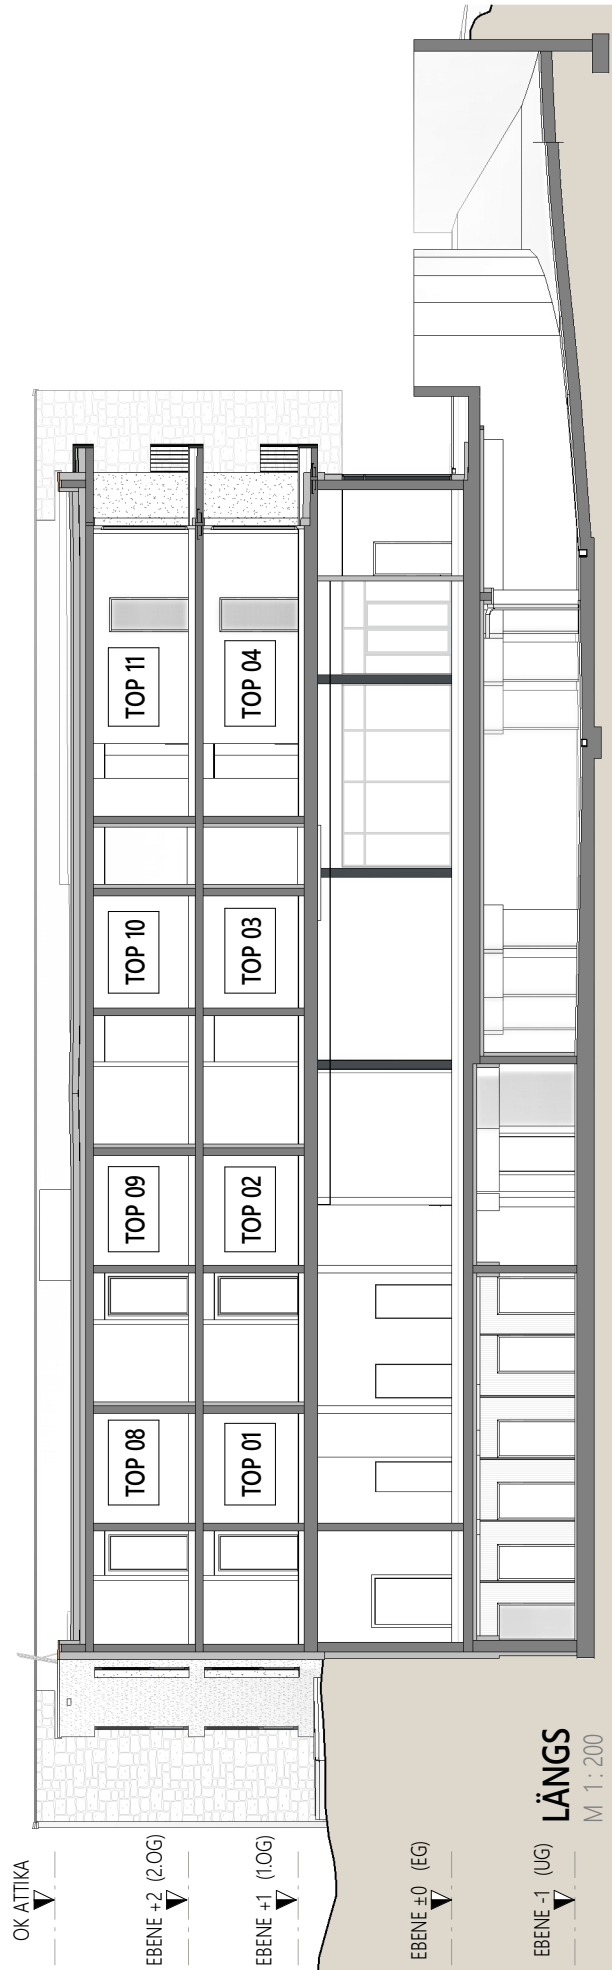 OK ATTIKA
EBENE +2 (2.OG)
EBENE +1 (1.OG)
EBENE ±0 (EG)
EBENE -1 (UG)
TOP 08
TOP 09
TOP 10
TOP 11
TOP 01
TOP 02
TOP 03
TOP 04
LÄNGS
M 1 : 200